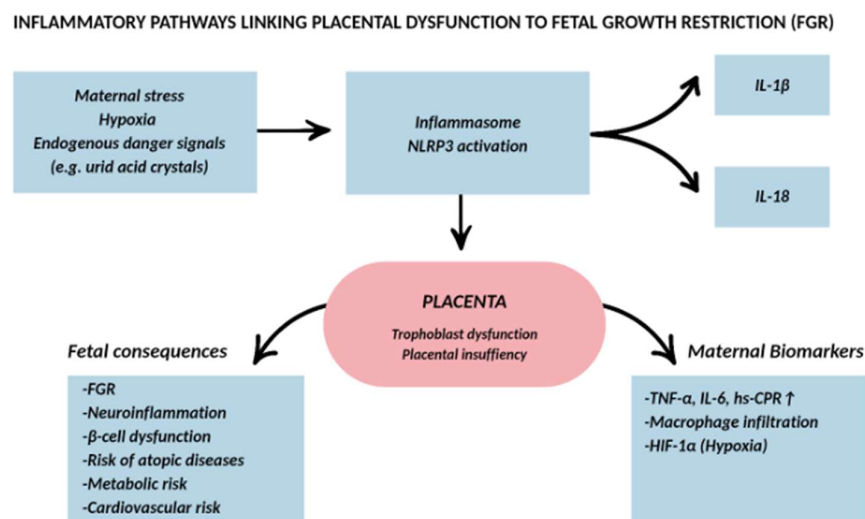 INFLAMMATORY PATHWAYS LINKING PLACENTAL DYSFUNCTION TO FETAL GROWTH RESTRICTION (FGR)
Maternal stress
Hypoxia
Endogenous danger signals
(e.g. urid acid crystals)
Inflammasome
NLRP3 activation
IL-1β
IL-18
PLACENTA
Trophoblast dysfunction
Placental insuffiency
Fetal consequences
-FGR
-Neuroinflammation
-β-cell dysfunction
-Risk of atopic diseases
-Metabolic risk
-Cardiovascular risk
Maternal Biomarkers
-TNF-α, IL-6, hs-CPR ↑
-Macrophage infiltration
-HIF-1α (Hypoxia)